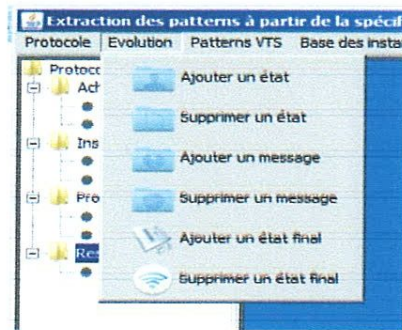 Extraction des patterns à partir de la spécif
Protocole Evolution Patterns VTS Base des insta
Protoco
Ach
Ajouter un état
Supprimer un état
Ins
Ajouter un message
Pro
Supprimer un message
Ajouter un état final
Res
Supprimer un état final